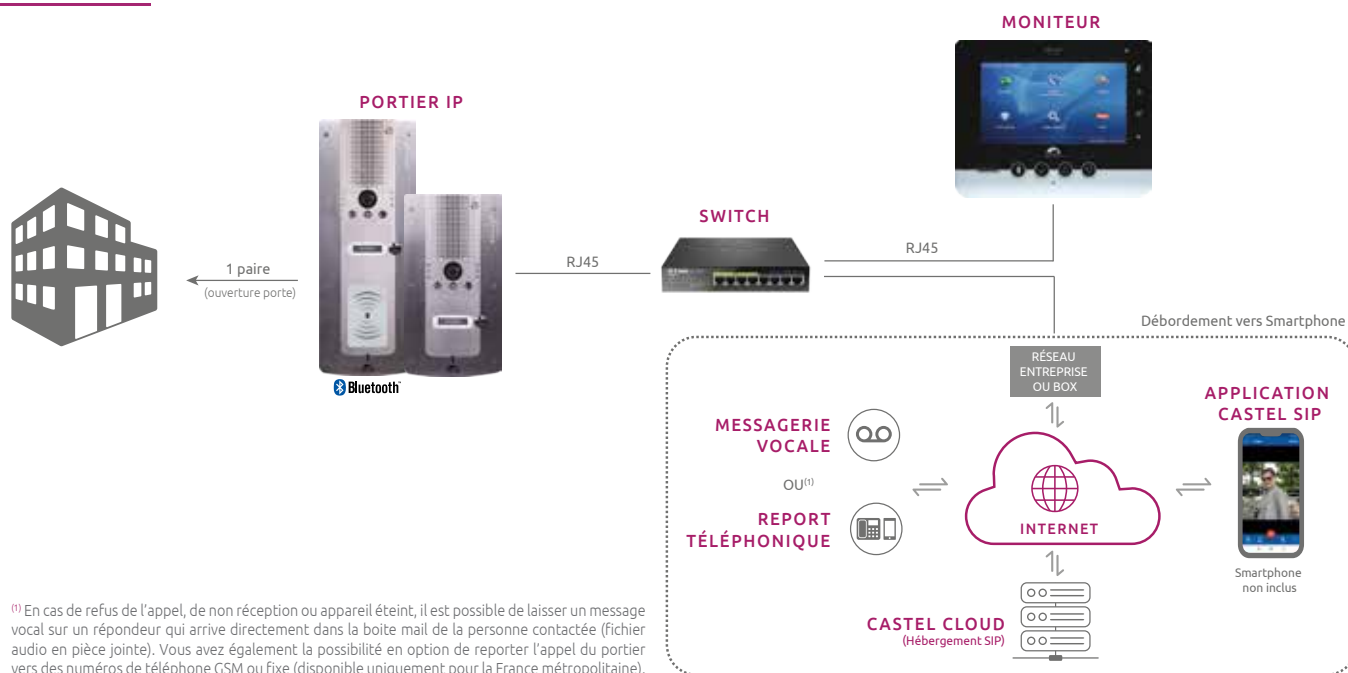 MONITEUR
PORTIER IP
SWITCH
1 paire
(ouverture porte)
RJ45
RJ45
Bluetooth
Débordement vers Smartphone
RÉSEAU
ENTREPRISE
OU BOX
APPLICATION
CASTEL SIP
MESSAGERIE
VOCALE
OU(1)
REPORT
TÉLÉPHONIQUE
INTERNET
Smartphone
non inclus
CASTEL CLOUD
(Hébergement SIP)
(1) En cas de refus de l'appel, de non réception ou appareil éteint, il est possible de laisser un message
vocal sur un répondeur qui arrive directement dans la boite mail de la personne contactée (fichier
audio en pièce jointe). Vous avez également la possibilité en option de reporter l'appel du portier
vers des numéros de téléphone GSM ou fixe (disponible uniquement pour la France métropolitaine).